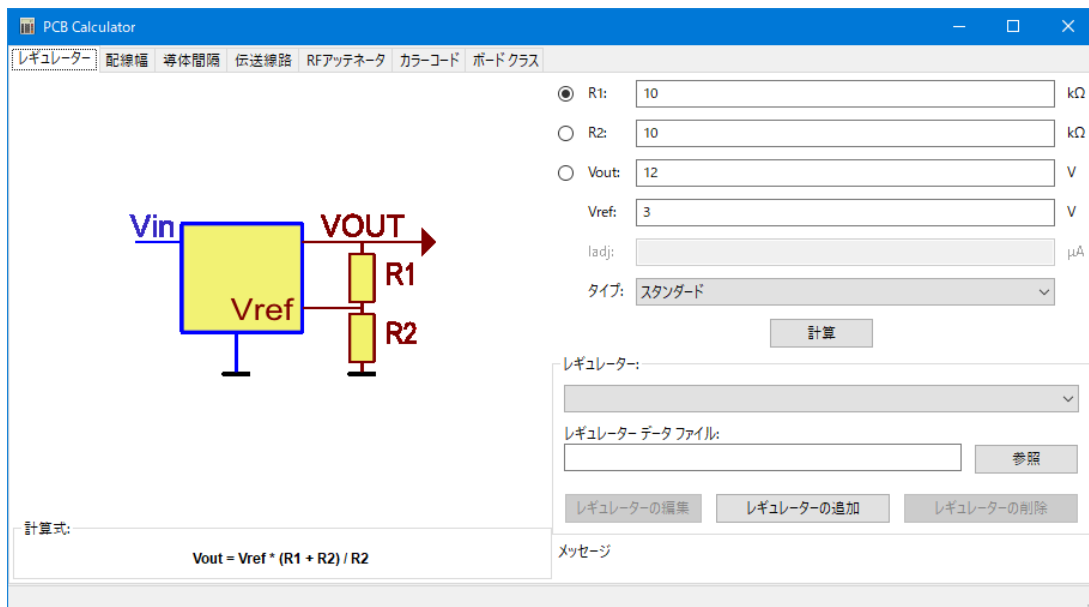 PCB Calculator
レギュレーター 配線幅 導体間隔 伝送線路 RFアッテネータ カラーコード ボードクラス
R1: 10 kΩ
R2: 10 kΩ
Vout: 12 V
Vref: 3 V
Iadj: μA
タイプ: スタンダード
計算
Vin
VOUT
R1
Vref
R2
レギュレーター:
レギュレーター データ ファイル:
参照
レギュレーターの編集 レギュレーターの追加 レギュレーターの削除
計算式:
Vout = Vref * (R1 + R2) / R2
メッセージ